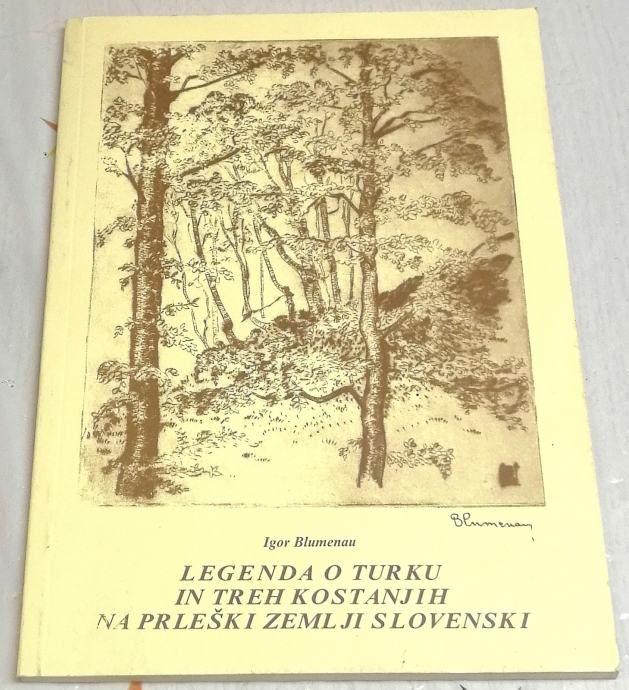 Blumenau
Igor Blumenau
LEGENDA O TURKU
IN TREH KOSTANJIH
NA PRLEŠKI ZEMLJI SLOVENSKI